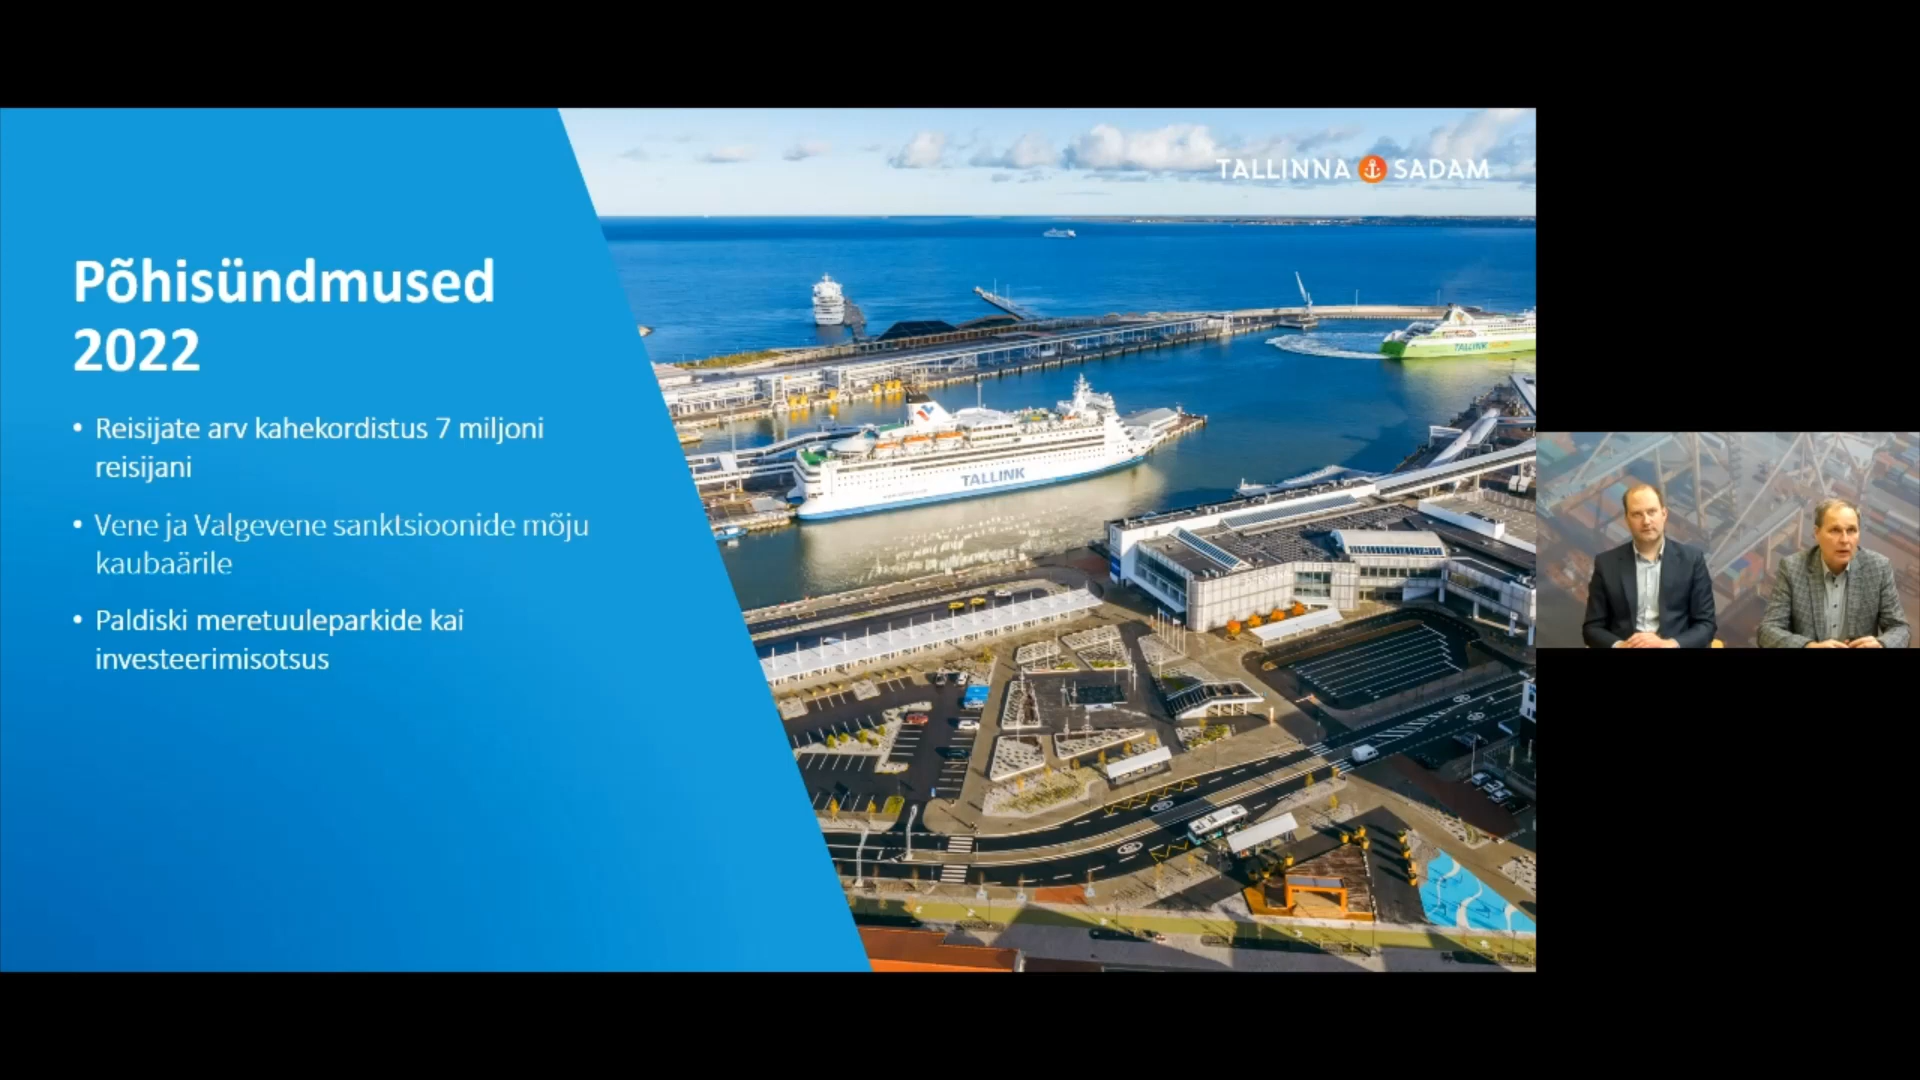 TALLINNA SADAM
Põhisündmused
2022
• Reisijate arv kahekordistus 7 miljoni
reisijani
• Vene ja Valgevene sanktsioonide mõju
kaubaärile
• Paldiski meretuuleparkide kai
investeerimisotsus
TALLINK
TALLINK